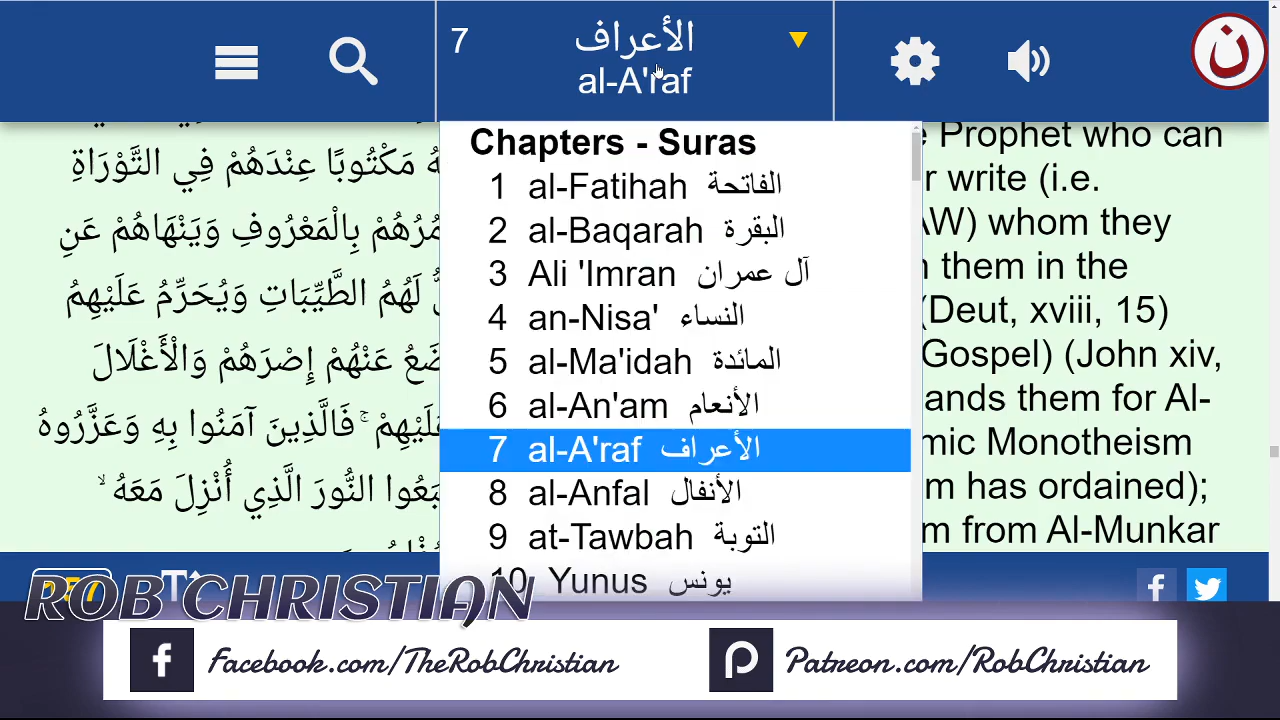 7
الأعراف
al-A'raf
Chapters - Suras
1 al-Fatihah الفاتحة
2 al-Baqarah البقرة
3 Ali 'Imran آل عمران
4 an-Nisa' النساء
5 al-Ma'idah المائدة
6 al-An'am الأنعام
7 al-A'raf الأعراف
8 al-Anfal الأنفال
9 at-Tawbah التوبة
10 Yunus يونس
مَكْتُوبًا عِنْدَهُمْ فِي التَّوْرَاةِ
بِالْمَعْرُوفِ وَيَنْهَاهُمْ عَنِ
لَهُمُ الطَّيِّبَاتِ وَيُحَرِّمُ عَلَيْهِمُ
عَنْهُمْ إِصْرَهُمْ وَالْأَغْلَالَ
عَلَيْهِمْ ۚ فَالَّذِينَ آمَنُوا بِهِ وَعَزَّرُوهُ
النُّورَ الَّذِي أُنْزِلَ مَعَهُ ۙ
Prophet who can
write (i.e.
whom they
them in the
(Deut, xviii, 15)
Gospel) (John xiv,
them for Al-
Monotheism
has ordained);
from Al-Munkar
ن
ROB CHRISTIAN
Facebook.com/TheRobChristian
Patreon.com/RobChristian